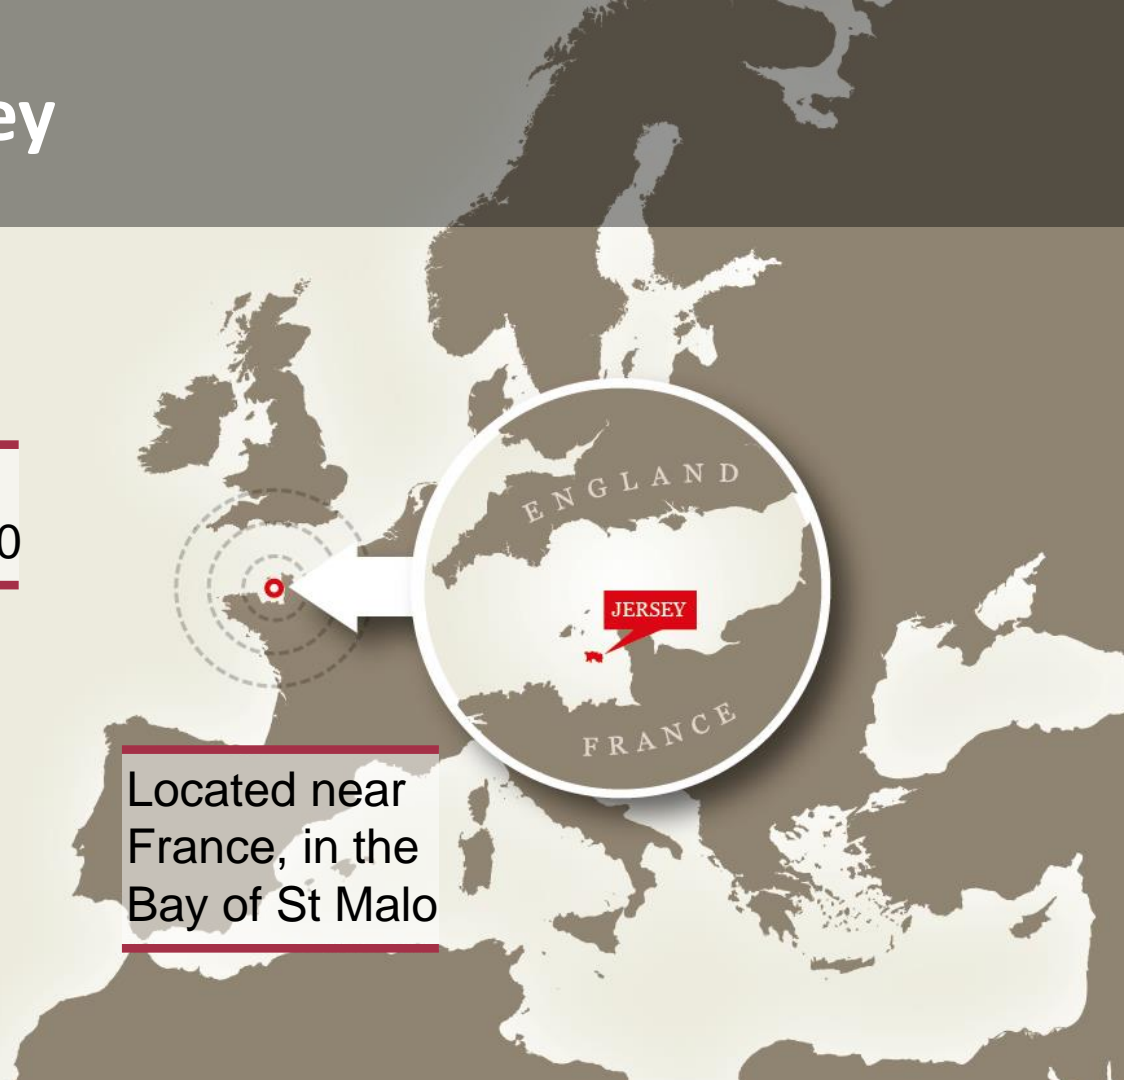 ey
0
ENGLAND
JERSEY
FRANCE
Located near
France, in the
Bay of St Malo